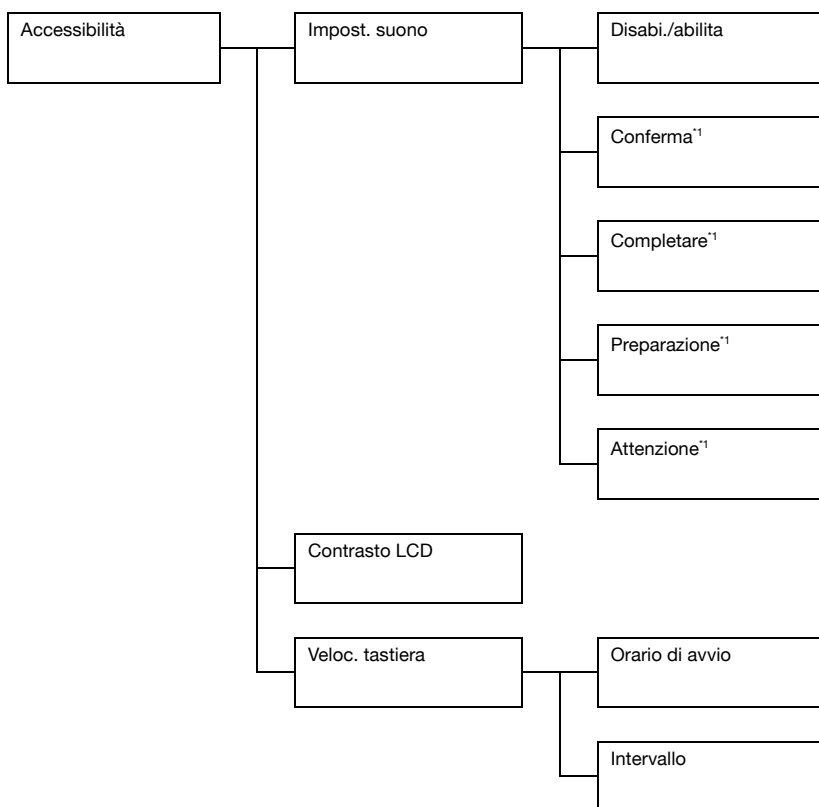 Accessibilità
Impost. suono
Disabi./abilita
Conferma*1
Completare*1
Preparazione*1
Attenzione*1
Contrasto LCD
Veloc. tastiera
Orario di avvio
Intervallo